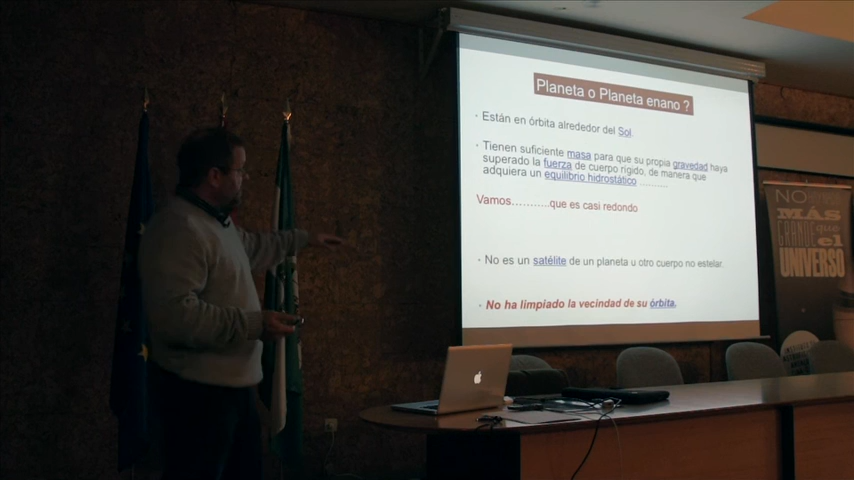 Planeta o Planeta enano ?
• Están en órbita alrededor del Sol.
• Tienen suficiente masa para que su propia gravedad haya
superado la fuerza de cuerpo rígido, de manera que
adquiera un equilibrio hidrostático ...........
Vamos...........que es casi redondo
• No es un satélite de un planeta u otro cuerpo no estelar.
• No ha limpiado la vecindad de su órbita.
NO
MÁS
GRANDE que
el
UNIVERSO